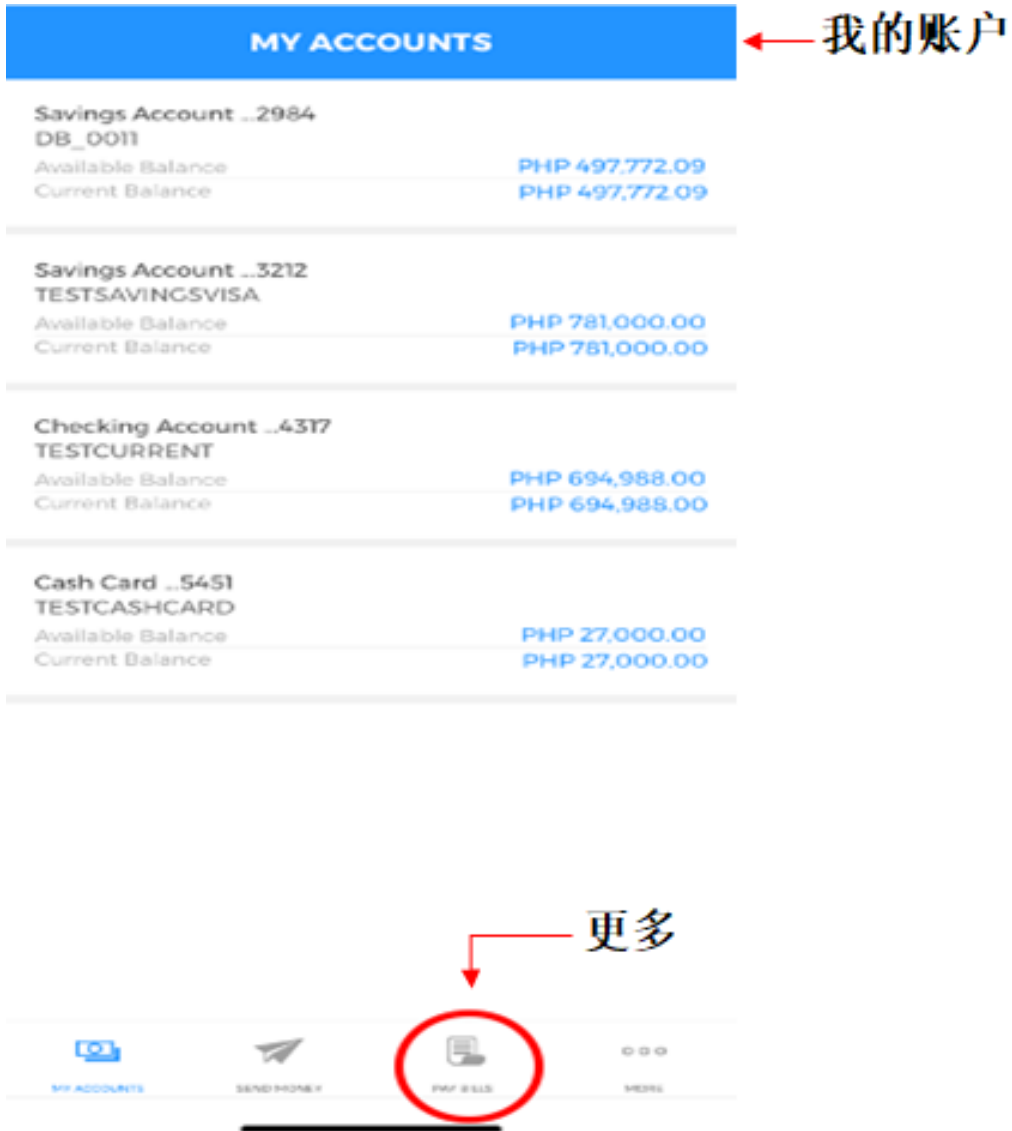 MY ACCOUNTS
我的账户
Savings Account ...2984
DB_0011
Available Balance PHP 497,772.09
Current Balance PHP 497,772.09
Savings Account ...3212
TESTSAVINGSVISA
Available Balance PHP 781,000.00
Current Balance PHP 781,000.00
Checking Account ...4317
TESTCURRENT
Available Balance PHP 694,988.00
Current Balance PHP 694,988.00
Cash Card ...5451
TESTCASHCARD
Available Balance PHP 27,000.00
Current Balance PHP 27,000.00
更多
MY ACCOUNTS SEND MONEY PAY BILLS MORE